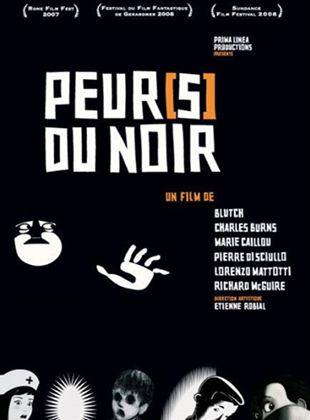 ROME FILM FEST
2007
FESTIVAL DU FILM FANTASTIQUE
DE GERARDMER 2008
SUNDANCE
FILM FESTIVAL 2008
PRIMA LINEA
PRODUCTIONS
PRESENTE
PEUR[S]
DU NOIR
UN FILM DE
BLUTCH
CHARLES BURNS
MARIE CAILLOU
PIERRE DI SCIULLO
LORENZO MATTOTTI
RICHARD McGUIRE
DIRECTION ARTISTIQUE
ETIENNE ROBIAL